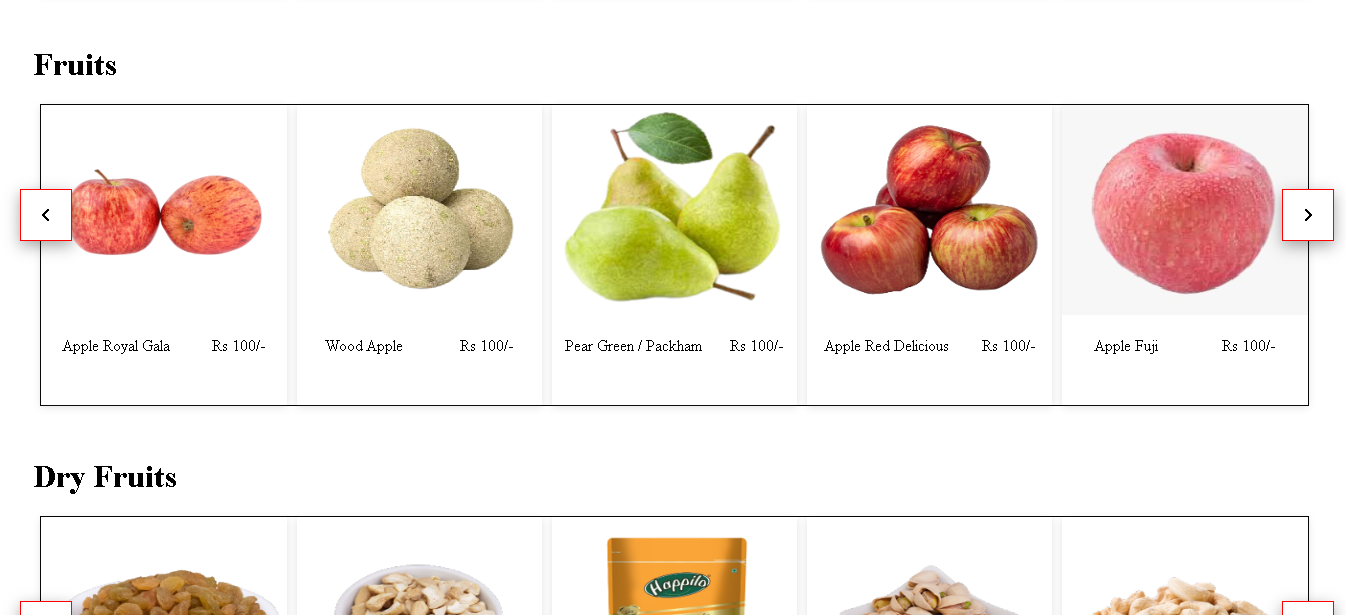 Fruits
Apple Royal Gala Rs 100/-
Wood Apple Rs 100/-
Pear Green / Packham Rs 100/-
Apple Red Delicious Rs 100/-
Apple Fuji Rs 100/-
Dry Fruits
Happilo